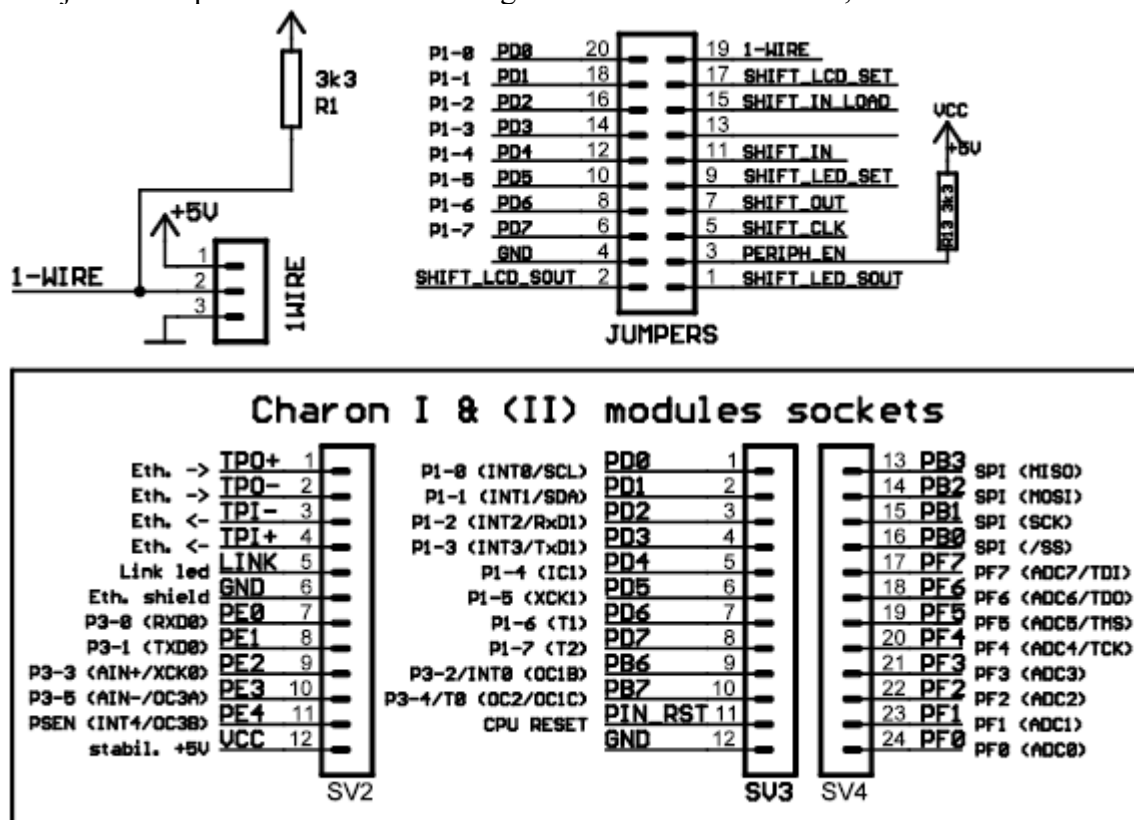 3k3
R1
+5V
1-WIRE
1
2
3
1WIRE
P1-0 PD0 20 19 1-WIRE
P1-1 PD1 18 17 SHIFT_LCD_SET
P1-2 PD2 16 15 SHIFT_IN_LOAD
P1-3 PD3 14 13
P1-4 PD4 12 11 SHIFT_IN
P1-5 PD5 10 9 SHIFT_LED_SET
P1-6 PD6 8 7 SHIFT_OUT
P1-7 PD7 6 5 SHIFT_CLK
GND 4 3 PERIPH_EN
SHIFT_LCD_SOUT 2 1 SHIFT_LED_SOUT
JUMPERS
VCC
+5V
R13 3k3
Charon I & (II) modules sockets
Eth. -> TPO+ 1
Eth. -> TPO- 2
Eth. <- TPI- 3
Eth. <- TPI+ 4
Link led LINK 5
Eth. shield GND 6
P3-0 (RXD0) PE0 7
P3-1 (TXD0) PE1 8
P3-3 (AIN+/XCK0) PE2 9
P3-5 (AIN-/OC3A) PE3 10
PSEN (INT4/OC3B) PE4 11
stabil. +5V VCC 12
SV2
P1-0 (INT0/SCL) PD0 1
P1-1 (INT1/SDA) PD1 2
P1-2 (INT2/RxD1) PD2 3
P1-3 (INT3/TxD1) PD3 4
P1-4 (IC1) PD4 5
P1-5 (XCK1) PD5 6
P1-6 (T1) PD6 7
P1-7 (T2) PD7 8
P3-2/INT0 (OC1B) PB6 9
P3-4/T0 (OC2/OC1C) PB7 10
CPU RESET PIN_RST 11
GND 12
SV3
13 PB3 SPI (MISO)
14 PB2 SPI (MOSI)
15 PB1 SPI (SCK)
16 PB0 SPI (/SS)
17 PF7 PF7 (ADC7/TDI)
18 PF6 PF6 (ADC6/TDO)
19 PF5 PF5 (ADC5/TMS)
20 PF4 PF4 (ADC4/TCK)
21 PF3 PF3 (ADC3)
22 PF2 PF2 (ADC2)
23 PF1 PF1 (ADC1)
24 PF0 PF0 (ADC0)
SV4